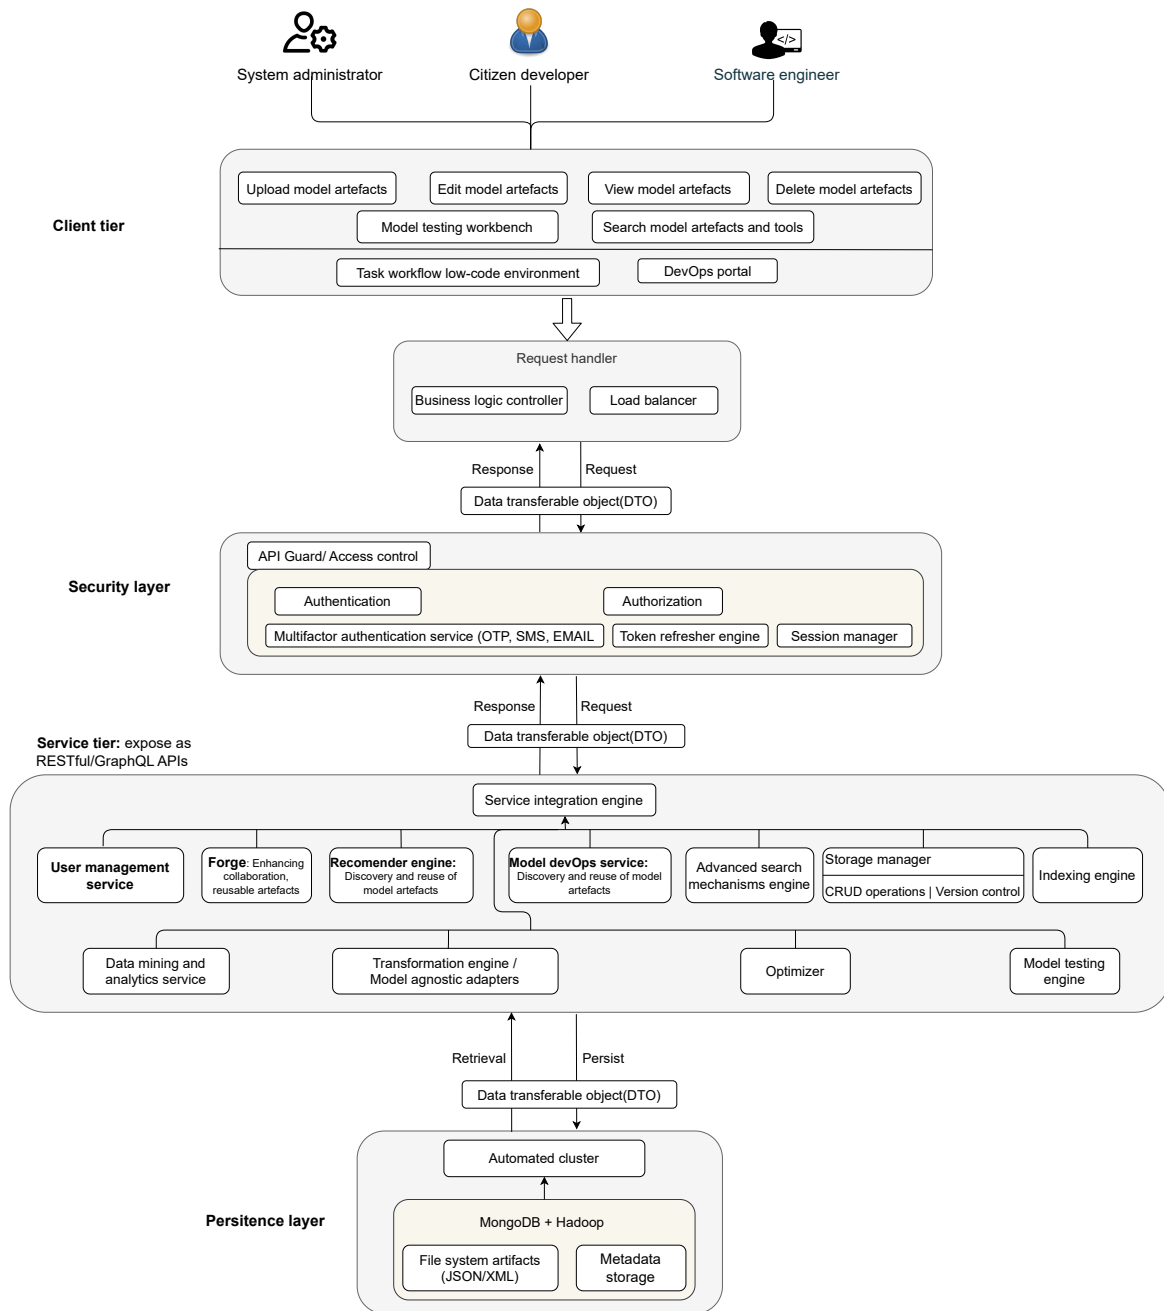 System administrator
Citizen developer
Software engineer
Client tier
Upload model artefacts
Edit model artefacts
View model artefacts
Delete model artefacts
Model testing workbench
Search model artefacts and tools
Task workflow low-code environment
DevOps portal
Request handler
Business logic controller
Load balancer
Response
Request
Data transferable object(DTO)
Security layer
API Guard/ Access control
Authentication
Authorization
Multifactor authentication service (OTP, SMS, EMAIL
Token refresher engine
Session manager
Response
Request
Data transferable object(DTO)
Service tier: expose as
RESTful/GraphQL APIs
Service integration engine
User management
service
Forge: Enhancing
collaboration,
reusable artefacts
Recomender engine:
Discovery and reuse of
model artefacts
Model devOps service:
Discovery and reuse of model
artefacts
Advanced search
mechanisms engine
Storage manager
CRUD operations | Version control
Indexing engine
Data mining and
analytics service
Transformation engine /
Model agnostic adapters
Optimizer
Model testing
engine
Retrieval
Persist
Data transferable object(DTO)
Persitence layer
Automated cluster
MongoDB + Hadoop
File system artifacts
(JSON/XML)
Metadata
storage